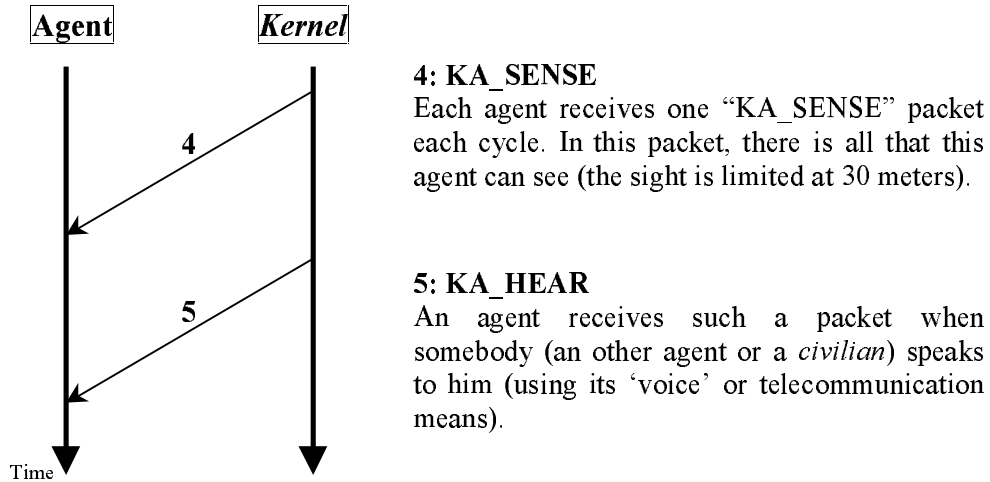 Agent
Kernel
4: KA_SENSE
Each agent receives one “KA_SENSE” packet
each cycle. In this packet, there is all that this
agent can see (the sight is limited at 30 meters).
4
5: KA_HEAR
An agent receives such a packet when
somebody (an other agent or a civilian) speaks
to him (using its ‘voice’ or telecommunication
means).
5
Time